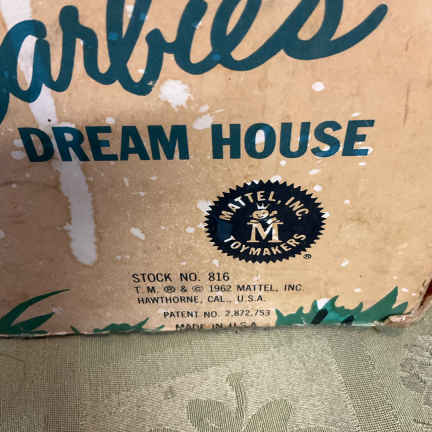 arbie's
DREAM HOUSE
MATTEL, INC.
M
TOYMAKERS
®
STOCK NO. 816
T. M. ® & © 1962 MATTEL, INC.
HAWTHORNE, CAL., U.S.A.
PATENT NO. 2,872,753
MADE IN U.S.A.